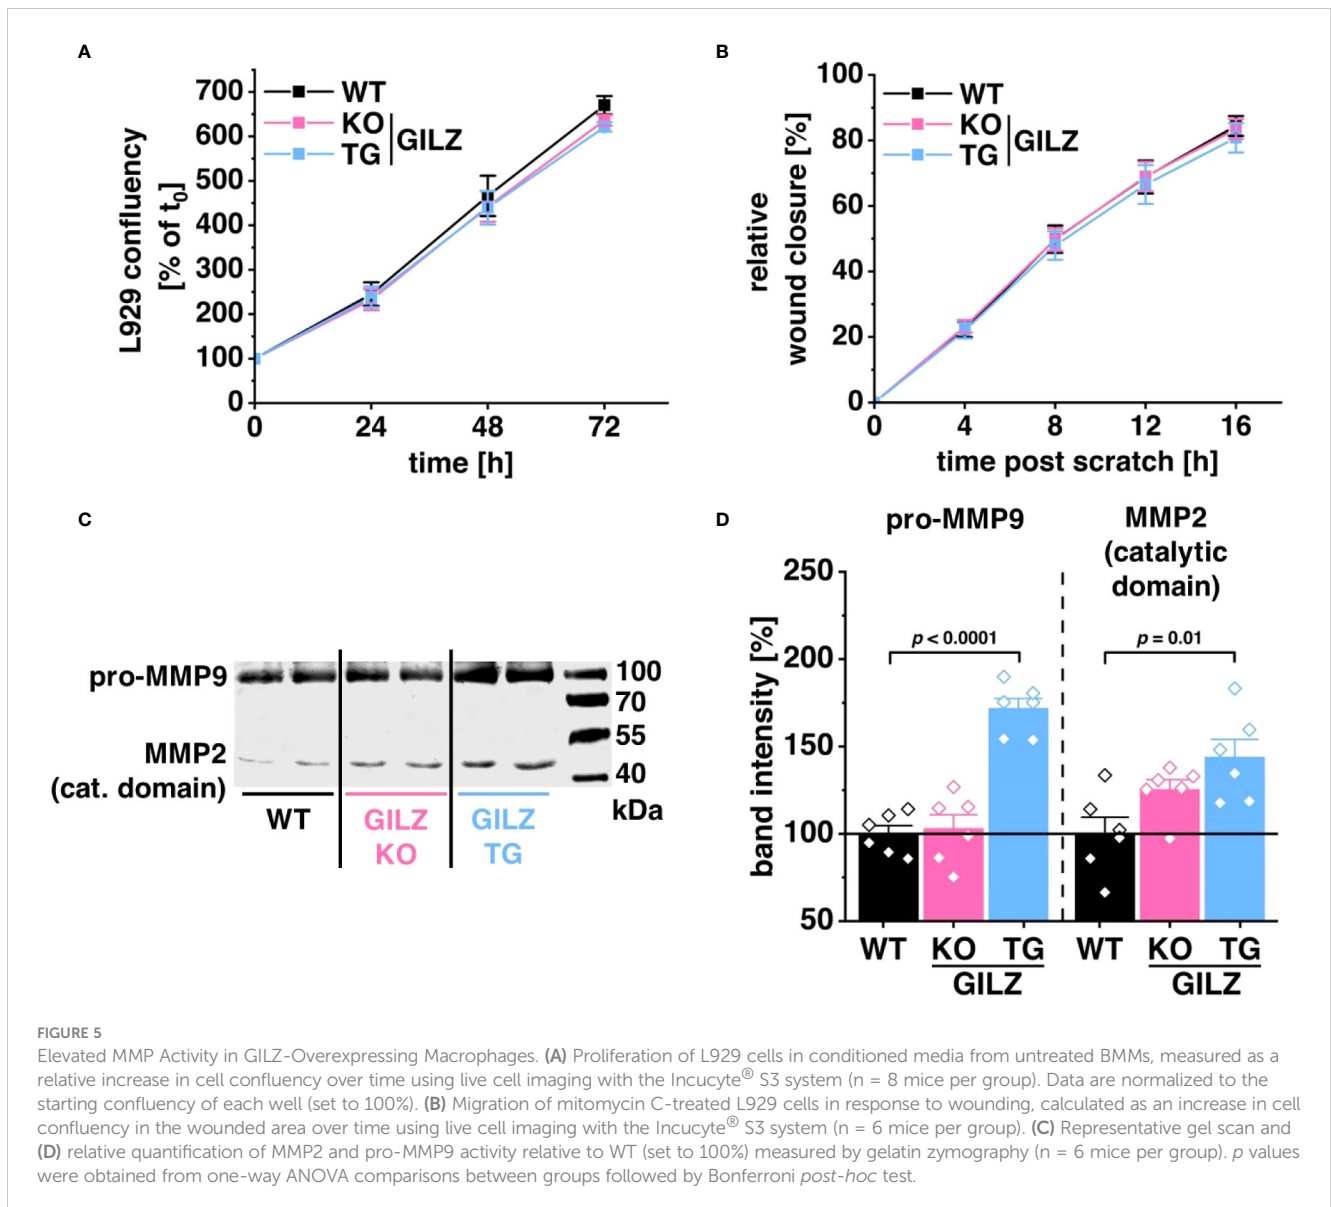 A
700
600
500
400
300
200
100
0
0 24 48 72
L929 confluency
[% of t0]
time [h]
WT
KO
TG
GILZ
B
100
80
60
40
20
0
0 4 8 12 16
relative
wound closure [%]
time post scratch [h]
WT
KO
TG
GILZ
C
pro-MMP9
MMP2
(cat. domain)
100
70
55
40
kDa
WT
GILZ
KO
GILZ
TG
D
pro-MMP9
MMP2
(catalytic
domain)
250
200
150
100
50
band intensity [%]
p < 0.0001
p = 0.01
WT KO TG WT KO TG
GILZ GILZ
FIGURE 5
Elevated MMP Activity in GILZ-Overexpressing Macrophages. (A) Proliferation of L929 cells in conditioned media from untreated BMMs, measured as a
relative increase in cell confluency over time using live cell imaging with the Incucyte® S3 system (n = 8 mice per group). Data are normalized to the
starting confluency of each well (set to 100%). (B) Migration of mitomycin C-treated L929 cells in response to wounding, calculated as an increase in cell
confluency in the wounded area over time using live cell imaging with the Incucyte® S3 system (n = 6 mice per group). (C) Representative gel scan and
(D) relative quantification of MMP2 and pro-MMP9 activity relative to WT (set to 100%) measured by gelatin zymography (n = 6 mice per group). p values
were obtained from one-way ANOVA comparisons between groups followed by Bonferroni post-hoc test.